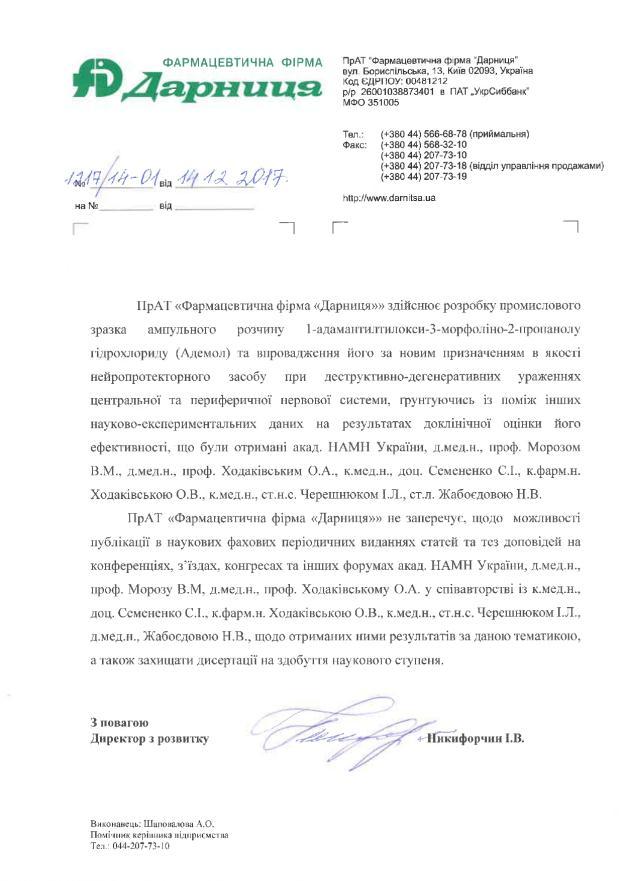 ФАРМАЦЕВТИЧНА ФІРМА
Дарниця
ПрАТ "Фармацевтична фірма "Дарниця"
вул. Бориспільська, 13, Київ 02093, Україна
Код ЄДРПОУ: 00481212
р/р 26001038873401 в ПАТ „УкрСиббанк"
МФО 351005
Тел.: (+380 44) 566-68-78 (приймальня)
Факс: (+380 44) 568-32-10
(+380 44) 207-73-10
(+380 44) 207-73-18 (відділ управління продажами)
(+380 44) 207-73-19
http://www.darnitsa.ua
№ 1217/14-01 від 14 12 2017.
на №__________ від ______________
ПрАТ «Фармацевтична фірма «Дарниця»» здійснює розробку промислового
зразка ампульного розчину 1-адамантилтилокси-3-морфоліно-2-пропанолу
гідрохлориду (Адемол) та впровадження його за новим призначенням в якості
нейропротекторного засобу при деструктивно-дегенеративних ураженнях
центральної та периферичної нервової системи, ґрунтуючись із поміж інших
науково-експериментальних даних на результатах доклінічної оцінки його
ефективності, що були отримані акад. НАМН України, д.мед.н., проф. Морозом
В.М., д.мед.н., проф. Ходаківським О.А., к.мед.н., доц. Семененко С.І., к.фарм.н.
Ходаківською О.В., к.мед.н., ст.н.с. Черешнюком І.Л., ст.л. Жабоєдовою Н.В.
ПрАТ «Фармацевтична фірма «Дарниця»» не заперечує, щодо можливості
публікації в наукових фахових періодичних виданнях статей та тез доповідей на
конференціях, з'їздах, конгресах та інших форумах акад. НАМН України, д.мед.н.,
проф. Морозу В.М, д.мед.н., проф. Ходаківському О.А. у співавторстві із к.мед.н.,
доц. Семененко С.І., к.фарм.н. Ходаківською О.В., к.мед.н., ст.н.с. Черешнюком І.Л.,
д.мед.н., Жабоєдовою Н.В., щодо отриманих ними результатів за даною тематикою,
а також захищати дисертації на здобуття наукового ступеня.
З повагою
Директор з розвитку Никифорчин І.В.
Виконавець: Шаповалова А.О.
Помічник керівника підприємства
Тел.: 044-207-73-10